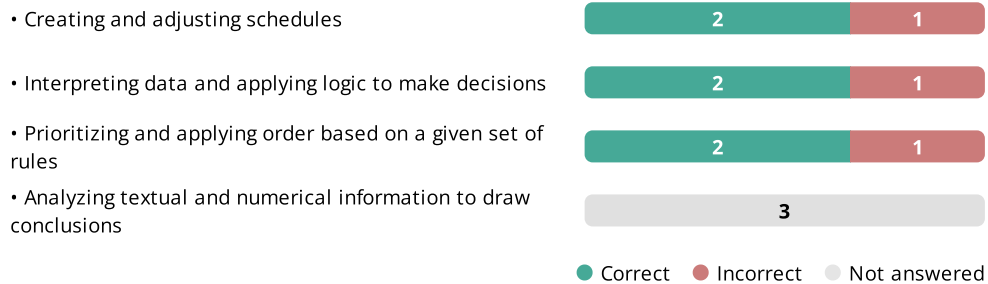 • Creating and adjusting schedules
2 1
• Interpreting data and applying logic to make decisions
2 1
• Prioritizing and applying order based on a given set of
rules
2 1
• Analyzing textual and numerical information to draw
conclusions
3
Correct Incorrect Not answered